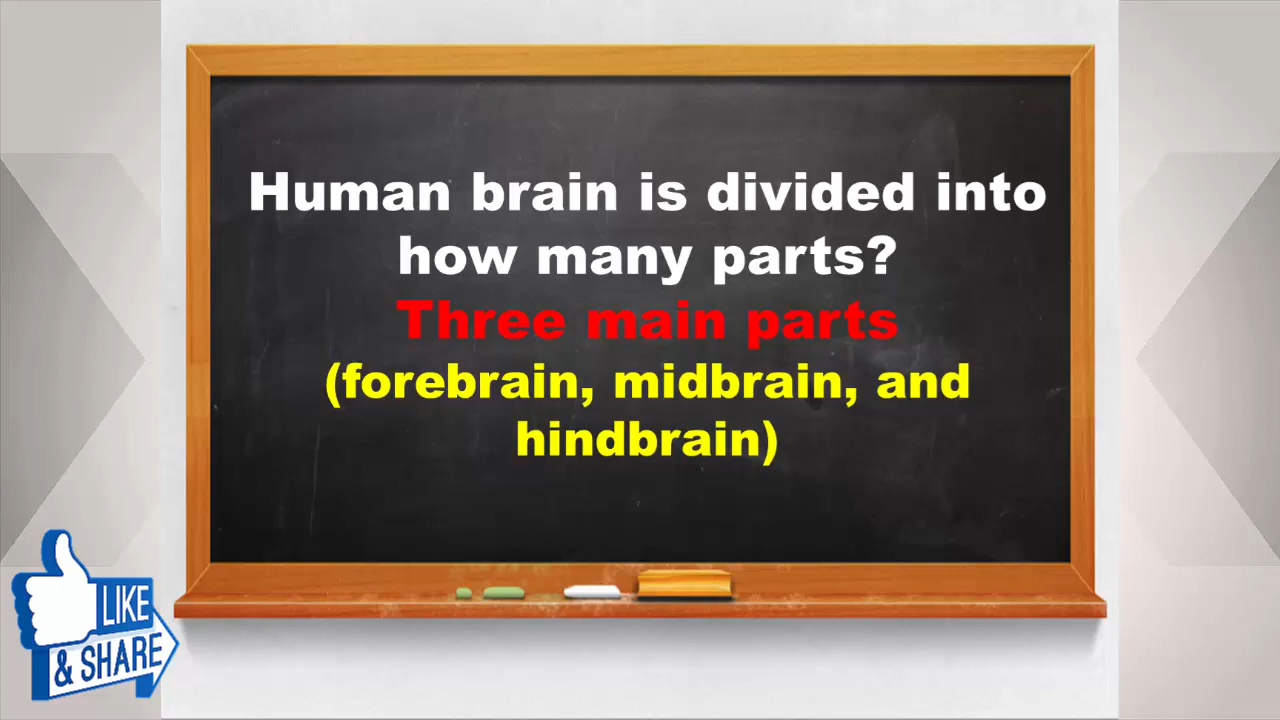 Human brain is divided into
how many parts?
Three main parts
(forebrain, midbrain, and
hindbrain)
LIKE
& SHARE